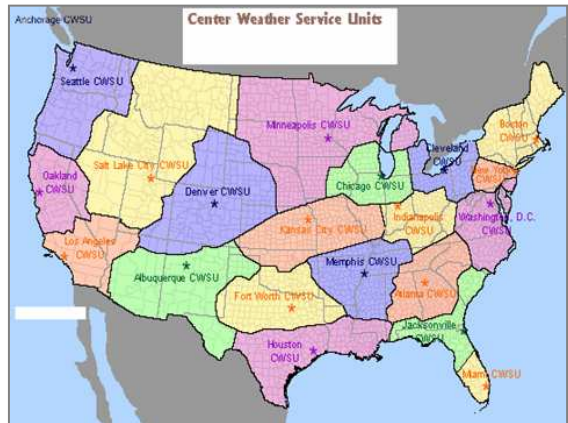 Center Weather Service Units
Anchorage CWSU
Seattle CWSU
Minneapolis CWSU
Boston
CWSU
Cleveland
CWSU
New York
CWSU
Salt Lake City CWSU
Oakland
CWSU
Denver CWSU
Chicago CWSU
Indianapolis
CWSU
Washington, D.C.
CWSU
Kansas City CWSU
Los Angeles
CWSU
Albuquerque CWSU
Memphis CWSU
Fort Worth CWSU
Atlanta CWSU
Jacksonville
CWSU
Houston
CWSU
Miami CWSU